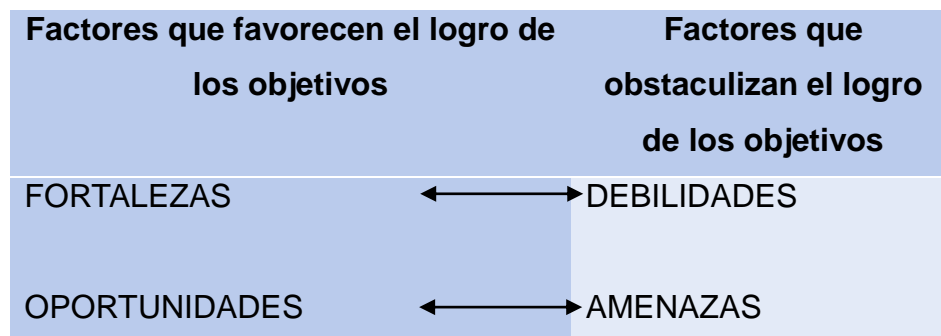 Factores que favorecen el logro de
los objetivos
Factores que
obstaculizan el logro
de los objetivos
FORTALEZAS
DEBILIDADES
OPORTUNIDADES
AMENAZAS